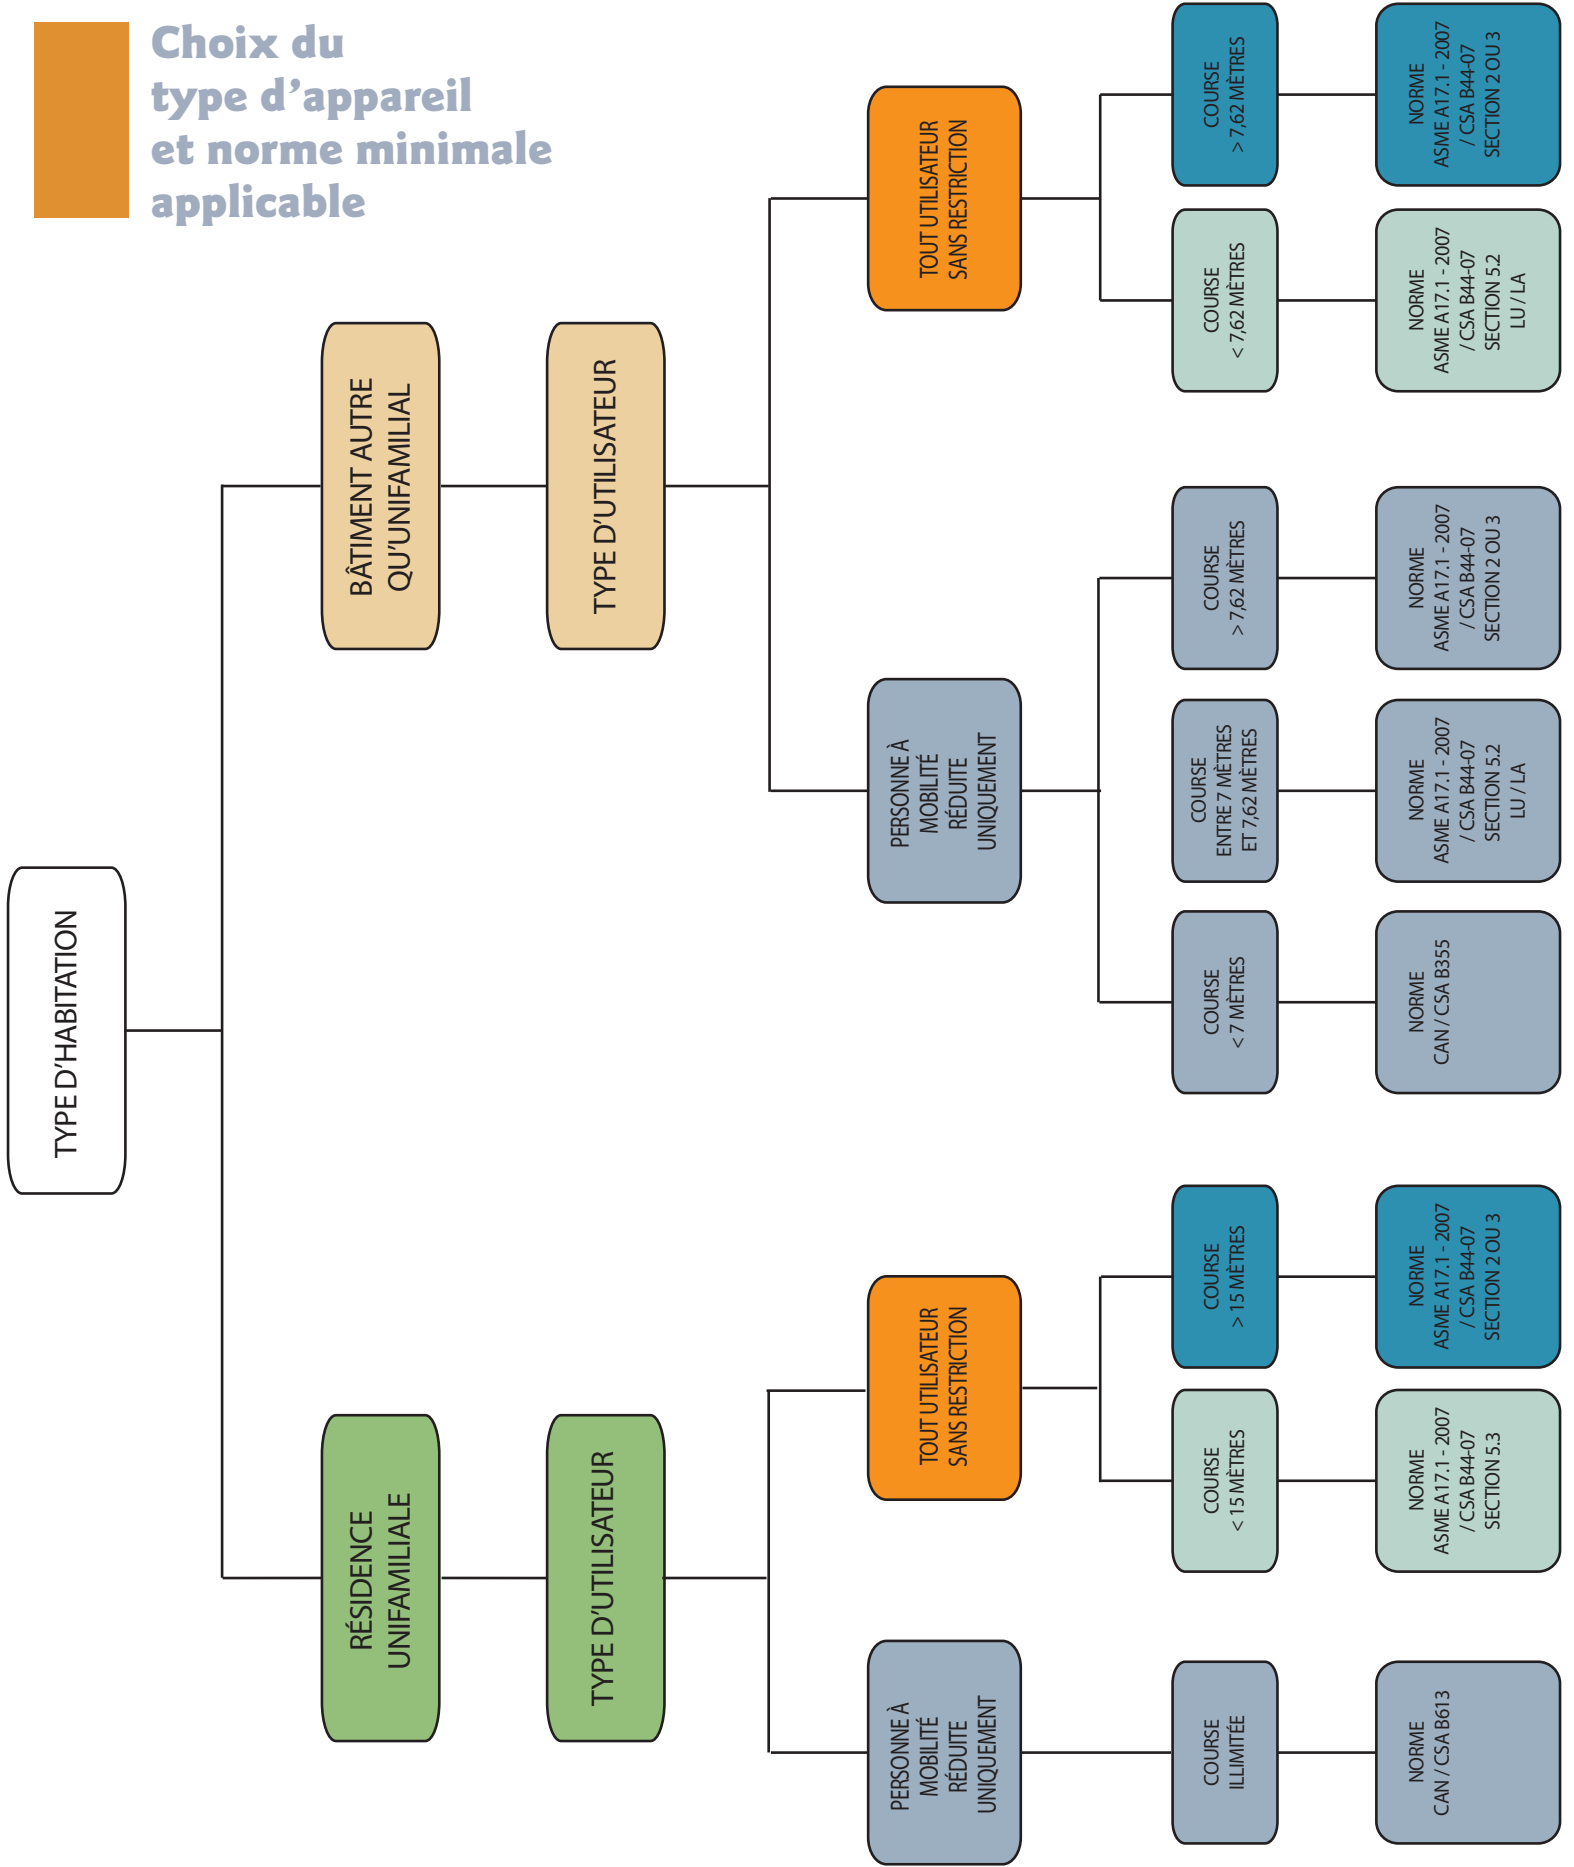 Choix du
type d'appareil
et norme minimale
applicable
TYPE D'HABITATION
RÉSIDENCE
UNIFAMILIALE
TYPE D'UTILISATEUR
PERSONNE À
MOBILITÉ
RÉDUITE
UNIQUEMENT
COURSE
ILLIMITÉE
NORME
CAN / CSA B613
TOUT UTILISATEUR
SANS RESTRICTION
COURSE
< 15 MÈTRES
NORME
ASME A17.1 - 2007
/ CSA B44-07
SECTION 5.3
COURSE
> 15 MÈTRES
NORME
ASME A17.1 - 2007
/ CSA B44-07
SECTION 2 OU 3
BÂTIMENT AUTRE
QU'UNIFAMILIAL
TYPE D'UTILISATEUR
PERSONNE À
MOBILITÉ
RÉDUITE
UNIQUEMENT
COURSE
< 7 MÈTRES
NORME
CAN / CSA B355
COURSE
ENTRE 7 MÈTRES
ET 7,62 MÈTRES
NORME
ASME A17.1 - 2007
/ CSA B44-07
SECTION 5.2
LU / LA
COURSE
> 7,62 MÈTRES
NORME
ASME A17.1 - 2007
/ CSA B44-07
SECTION 2 OU 3
TOUT UTILISATEUR
SANS RESTRICTION
COURSE
< 7,62 MÈTRES
NORME
ASME A17.1 - 2007
/ CSA B44-07
SECTION 5.2
LU / LA
COURSE
> 7,62 MÈTRES
NORME
ASME A17.1 - 2007
/ CSA B44-07
SECTION 2 OU 3